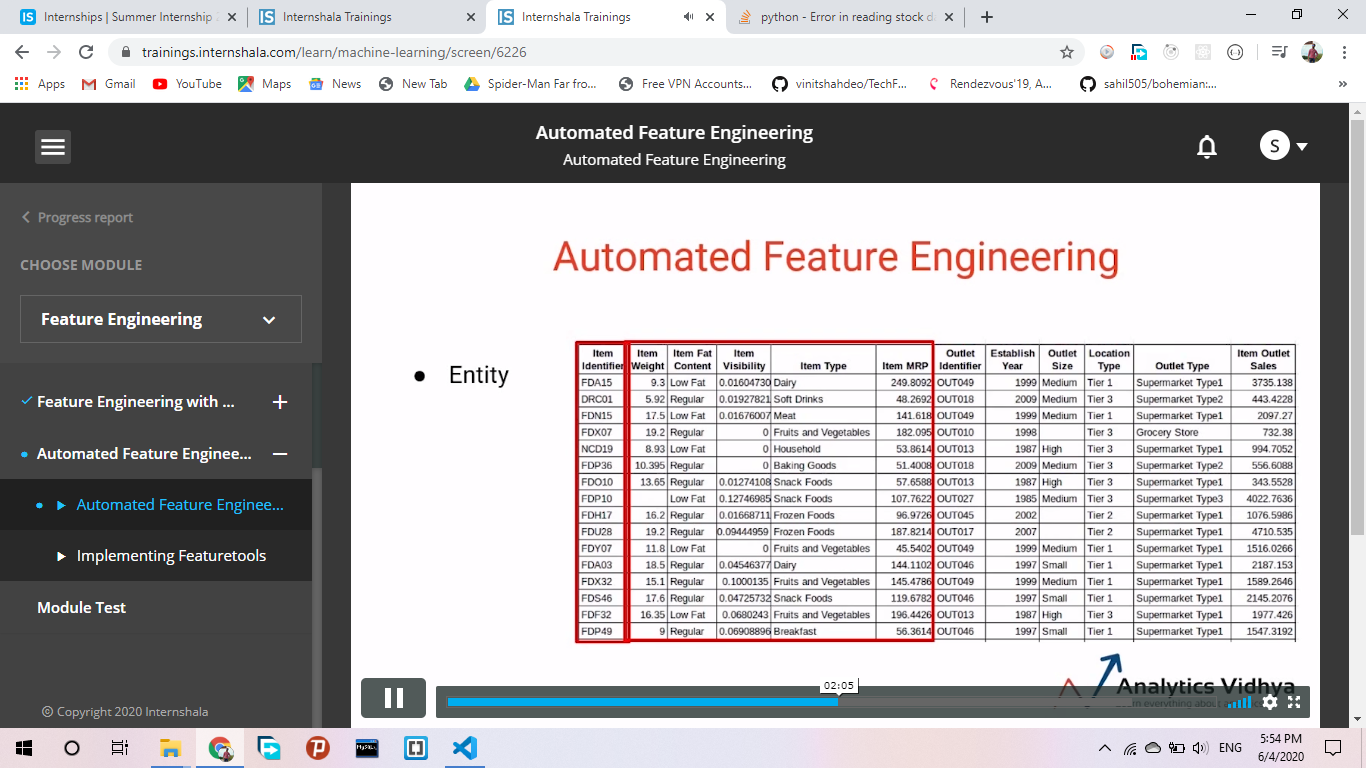 Internships | Summer Internship
Internshala Trainings
Internshala Trainings
python - Error in reading stock d
trainings.internshala.com/learn/machine-learning/screen/6226
Apps
Gmail
YouTube
Maps
News
New Tab
Spider-Man Far fro...
Free VPN Accounts...
vinitshahdeo/TechF...
Rendezvous'19, A...
sahil505/bohemian:...
»
Automated Feature Engineering
Automated Feature Engineering
S
Progress report
CHOOSE MODULE
Feature Engineering
Feature Engineering with ...
Automated Feature Enginee...
Automated Feature Enginee...
Implementing Featuretools
Module Test
© Copyright 2020 Internshala
Automated Feature Engineering
• Entity
Item Identifier Item Weight Item Fat Content Item Visibility Item Type Item MRP Outlet Identifier Establish Year Outlet Size Location Type Outlet Type Item Outlet Sales
FDA15 9.3 Low Fat 0.01604730 Dairy 249.8092 OUT049 1999 Medium Tier 1 Supermarket Type1 3735.138
DRC01 5.92 Regular 0.01927821 Soft Drinks 48.2692 OUT018 2009 Medium Tier 3 Supermarket Type2 443.4228
FDN15 17.5 Low Fat 0.01676007 Meat 141.618 OUT049 1999 Medium Tier 1 Supermarket Type1 2097.27
FDX07 19.2 Regular 0 Fruits and Vegetables 182.095 OUT010 1998 Tier 3 Grocery Store 732.38
NCD19 8.93 Low Fat 0 Household 53.8614 OUT013 1987 High Tier 3 Supermarket Type1 994.7052
FDP36 10.395 Regular 0 Baking Goods 51.4008 OUT018 2009 Medium Tier 3 Supermarket Type2 556.6088
FDO10 13.65 Regular 0.01274108 Snack Foods 57.6588 OUT013 1987 High Tier 3 Supermarket Type1 343.5528
FDP10 Low Fat 0.12746985 Snack Foods 107.7622 OUT027 1985 Medium Tier 3 Supermarket Type3 4022.7636
FDH17 16.2 Regular 0.01668711 Frozen Foods 96.9726 OUT045 2002 Tier 2 Supermarket Type1 1076.5986
FDU28 19.2 Regular 0.09444959 Frozen Foods 187.8214 OUT017 2007 Tier 2 Supermarket Type1 4710.535
FDY07 11.8 Low Fat 0 Fruits and Vegetables 45.5402 OUT049 1999 Medium Tier 1 Supermarket Type1 1516.0266
FDA03 18.5 Regular 0.04546377 Dairy 144.1102 OUT046 1997 Small Tier 1 Supermarket Type1 2187.153
FDX32 15.1 Regular 0.1000135 Fruits and Vegetables 145.4786 OUT049 1999 Medium Tier 1 Supermarket Type1 1589.2646
FDS46 17.6 Regular 0.04725732 Snack Foods 119.6782 OUT046 1997 Small Tier 1 Supermarket Type1 2145.2076
FDF32 16.35 Low Fat 0.0680243 Fruits and Vegetables 196.4426 OUT013 1987 High Tier 3 Supermarket Type1 1977.426
FDP49 9 Regular 0.06908896 Breakfast 56.3614 OUT046 1997 Small Tier 1 Supermarket Type1 1547.3192
02:05
Analytics Vidhya
ENG
5:54 PM
6/4/2020